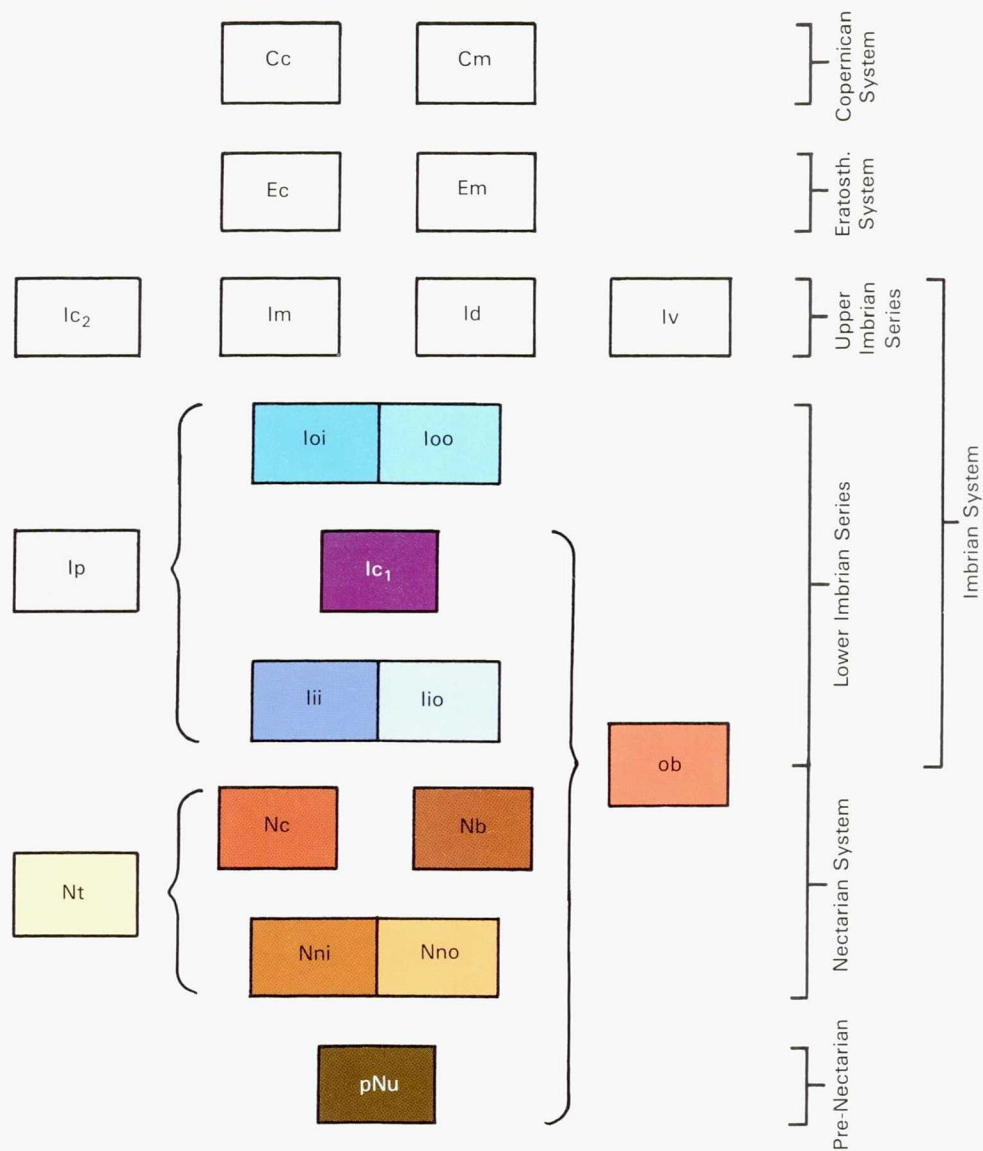 Cc
Cm
Copernican
System
Ec
Em
Eratosth.
System
Ic₂
Im
Id
Iv
Upper
Imbrian
Series
Ioi
Ioo
Ip
Ic₁
Lower Imbrian Series
Imbrian System
Iii
Iio
ob
Nc
Nb
Nt
Nectarian System
Nni
Nno
pNu
Pre-Nectarian